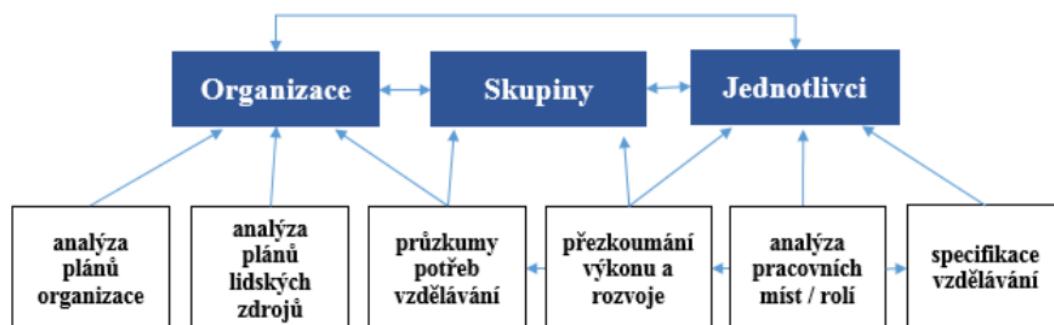 Organizace
Skupiny
Jednotlivci
analýza
plánů
organizace
analýza
plánů
lidských
zdrojů
průzkumy
potřeb
vzdělávání
přezkoumání
výkonu a
rozvoje
analýza
pracovních
míst / rolí
specifikace
vzdělávání